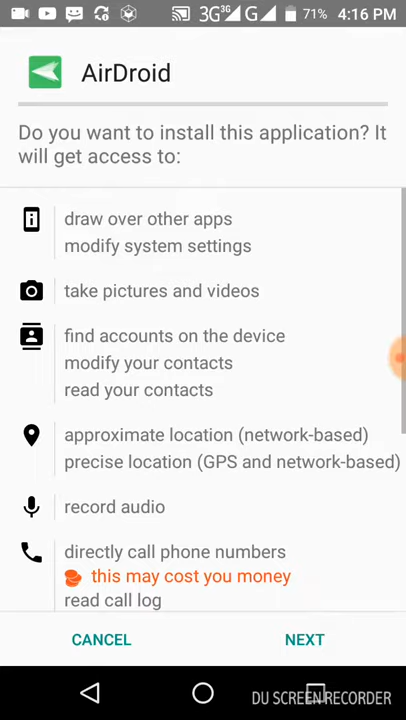 3G 3G G 71% 4:16 PM
AirDroid
Do you want to install this application? It
will get access to:
draw over other apps
modify system settings
take pictures and videos
find accounts on the device
modify your contacts
read your contacts
approximate location (network-based)
precise location (GPS and network-based)
record audio
directly call phone numbers
this may cost you money
read call log
CANCEL NEXT
DU SCREEN RECORDER